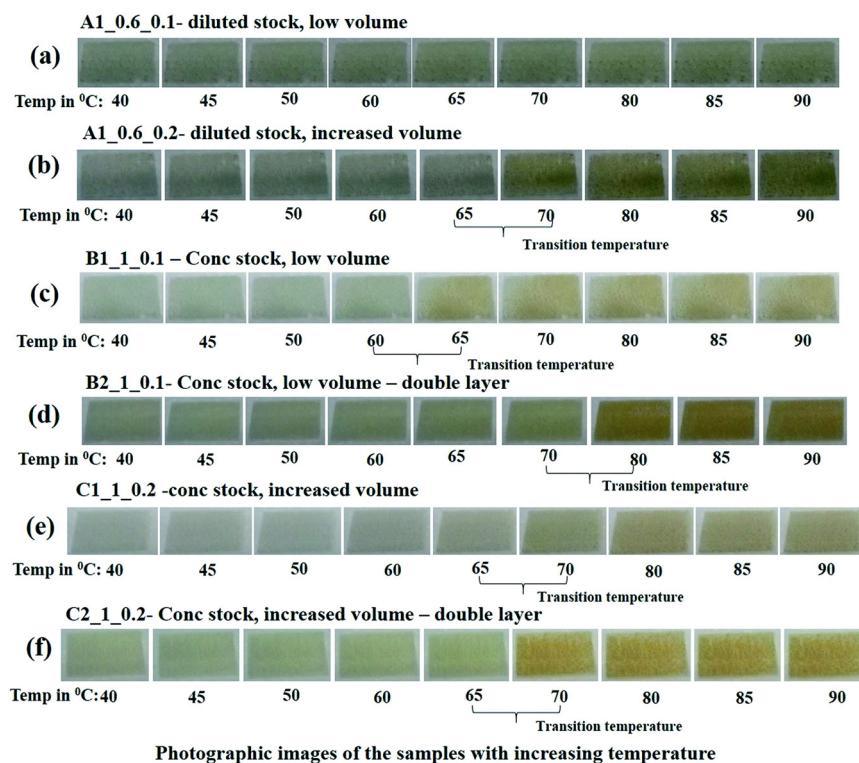 A1_0.6_0.1- diluted stock, low volume
(a)
Temp in ⁰C: 40 45 50 60 65 70 80 85 90
A1_0.6_0.2- diluted stock, increased volume
(b)
Temp in ⁰C: 40 45 50 60 65 70 80 85 90
Transition temperature
B1_1_0.1 – Conc stock, low volume
(c)
Temp in ⁰C: 40 45 50 60 65 70 80 85 90
Transition temperature
B2_1_0.1- Conc stock, low volume – double layer
(d)
Temp in ⁰C: 40 45 50 60 65 70 80 85 90
Transition temperature
C1_1_0.2 -conc stock, increased volume
(e)
Temp in ⁰C: 40 45 50 60 65 70 80 85 90
Transition temperature
C2_1_0.2- Conc stock, increased volume – double layer
(f)
Temp in ⁰C:40 45 50 60 65 70 80 85 90
Transition temperature
Photographic images of the samples with increasing temperature